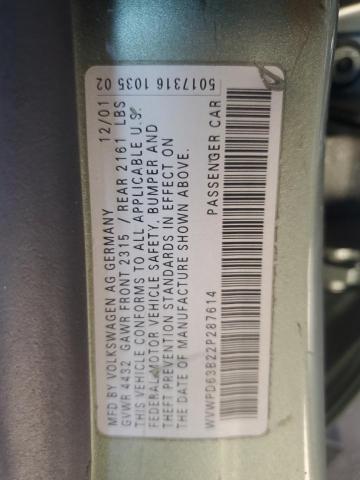 5017316 1035 02
MFD BY VOLKSWAGEN AG GERMANY 12/01
GVWR 4432 GAWR FRONT 2315 / REAR 2161 LBS
THIS VEHICLE CONFORMS TO ALL APPLICABLE U.S.
FEDERAL MOTOR VEHICLE SAFETY, BUMPER AND
THEFT PREVENTION STANDARDS IN EFFECT ON
DATE OF MANUFACTURE SHOWN ABOVE.
WVWPD63B22P287614 PASSENGER CAR